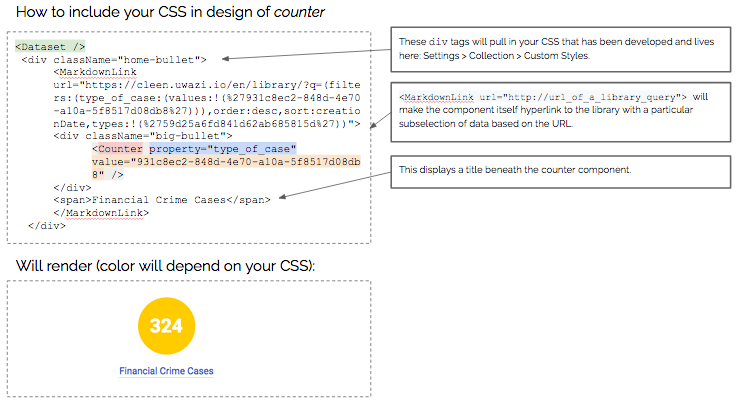 How to include your CSS in design of counter
<Dataset />
<div className="home-bullet">
<MarkdownLink
url="https://cleen.uwazi.io/en/library/?q=(filte
rs:(type_of_case:(values:!(%27931c8ec2-848d-4e70
-a10a-5f8517d08db8%27))),order:desc,sort:creatio
nDate,types:!(%2759d25a6fd841d62ab685815d%27))">
<div className="big-bullet">
<Counter property="type_of_case"
value="931c8ec2-848d-4e70-a10a-5f8517d08db
8" />
</div>
<span>Financial Crime Cases</span>
</MarkdownLink>
</div>
These div tags will pull in your CSS that has been developed and lives
here: Settings > Collection > Custom Styles.
<MarkdownLink url="http://url_of_a_library_query"> will
make the component itself hyperlink to the library with a particular
subselection of data based on the URL.
This displays a title beneath the counter component.
Will render (color will depend on your CSS):
324
Financial Crime Cases